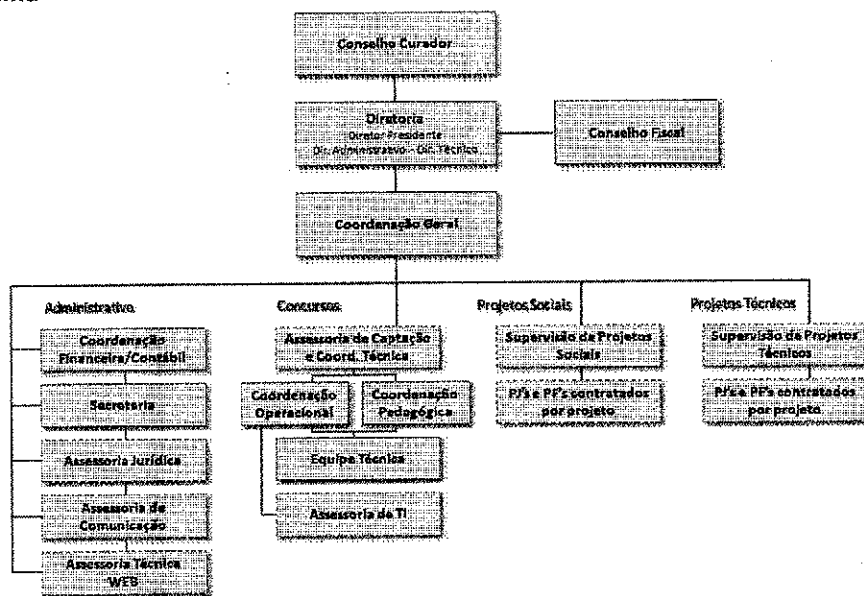 Conselho Curador
Diretoria
Diretor Presidente
Dir. Administrativo - Dir. Técnico
Conselho Fiscal
Coordenação Geral
Administrativo
Coordenação
Financeira/Contábil
Secretaria
Assessoria Jurídica
Assessoria de
Comunicação
Assessoria Técnica
WEB
Concursos
Assessoria de Captação
e Coord. Técnica
Coordenação
Operacional
Coordenação
Pedagógica
Equipe Técnica
Assessoria de TI
Projetos Sociais
Supervisão de Projetos
Sociais
PJ's e PF's contratados
por projeto
Projetos Técnicos
Supervisão de Projetos
Técnicos
PJ's e PF's contratados
por projeto